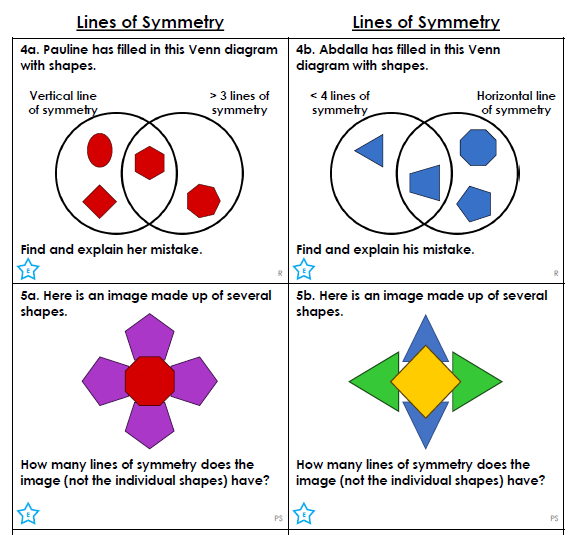 Lines of Symmetry
Lines of Symmetry
4a. Pauline has filled in this Venn diagram
with shapes.
Vertical line
of symmetry
> 3 lines of
symmetry
Find and explain her mistake.
E
R
4b. Abdalla has filled in this Venn
diagram with shapes.
< 4 lines of
symmetry
Horizontal line
of symmetry
Find and explain his mistake.
E
R
5a. Here is an image made up of several
shapes.
How many lines of symmetry does the
image (not the individual shapes) have?
E
PS
5b. Here is an image made up of several
shapes.
How many lines of symmetry does the
image (not the individual shapes) have?
E
PS